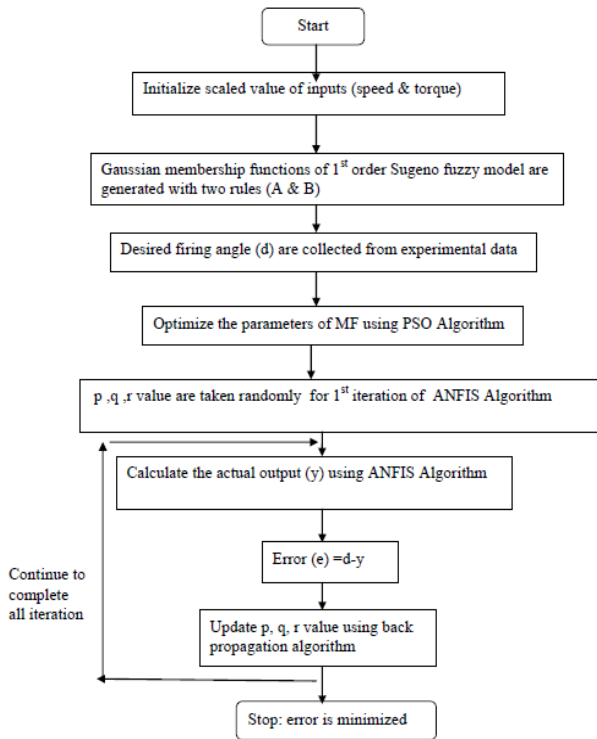 Start
Initialize scaled value of inputs (speed & torque)
Gaussian membership functions of 1st order Sugeno fuzzy model are
generated with two rules (A & B)
Desired firing angle (d) are collected from experimental data
Optimize the parameters of MF using PSO Algorithm
p ,q ,r value are taken randomly for 1st iteration of ANFIS Algorithm
Calculate the actual output (y) using ANFIS Algorithm
Error (e) =d-y
Continue to
complete
all iteration
Update p, q, r value using back
propagation algorithm
Stop: error is minimized